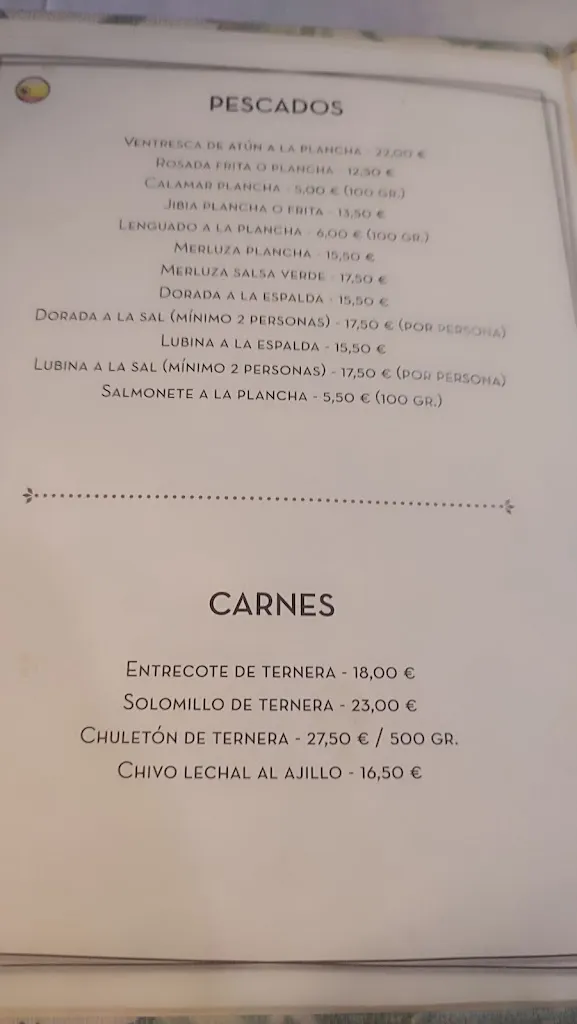 PESCADOS
VENTRESCA DE ATÚN A LA PLANCHA - 22,00 €
ROSADA FRITA O PLANCHA - 12,50 €
CALAMAR PLANCHA - 5,00 € (100 GR.)
JIBIA PLANCHA O FRITA - 13,50 €
LENGUADO A LA PLANCHA - 6,00 € (100 GR.)
MERLUZA PLANCHA - 15,50 €
MERLUZA SALSA VERDE - 17,50 €
DORADA A LA ESPALDA - 15,50 €
DORADA A LA SAL (MÍNIMO 2 PERSONAS) - 17,50 € (POR PERSONA)
LUBINA A LA ESPALDA - 15,50 €
LUBINA A LA SAL (MÍNIMO 2 PERSONAS) - 17,50 € (POR PERSONA)
SALMONETE A LA PLANCHA - 5,50 € (100 GR.)
CARNES
ENTRECOTE DE TERNERA - 18,00 €
SOLOMILLO DE TERNERA - 23,00 €
CHULETÓN DE TERNERA - 27,50 € / 500 GR.
CHIVO LECHAL AL AJILLO - 16,50 €